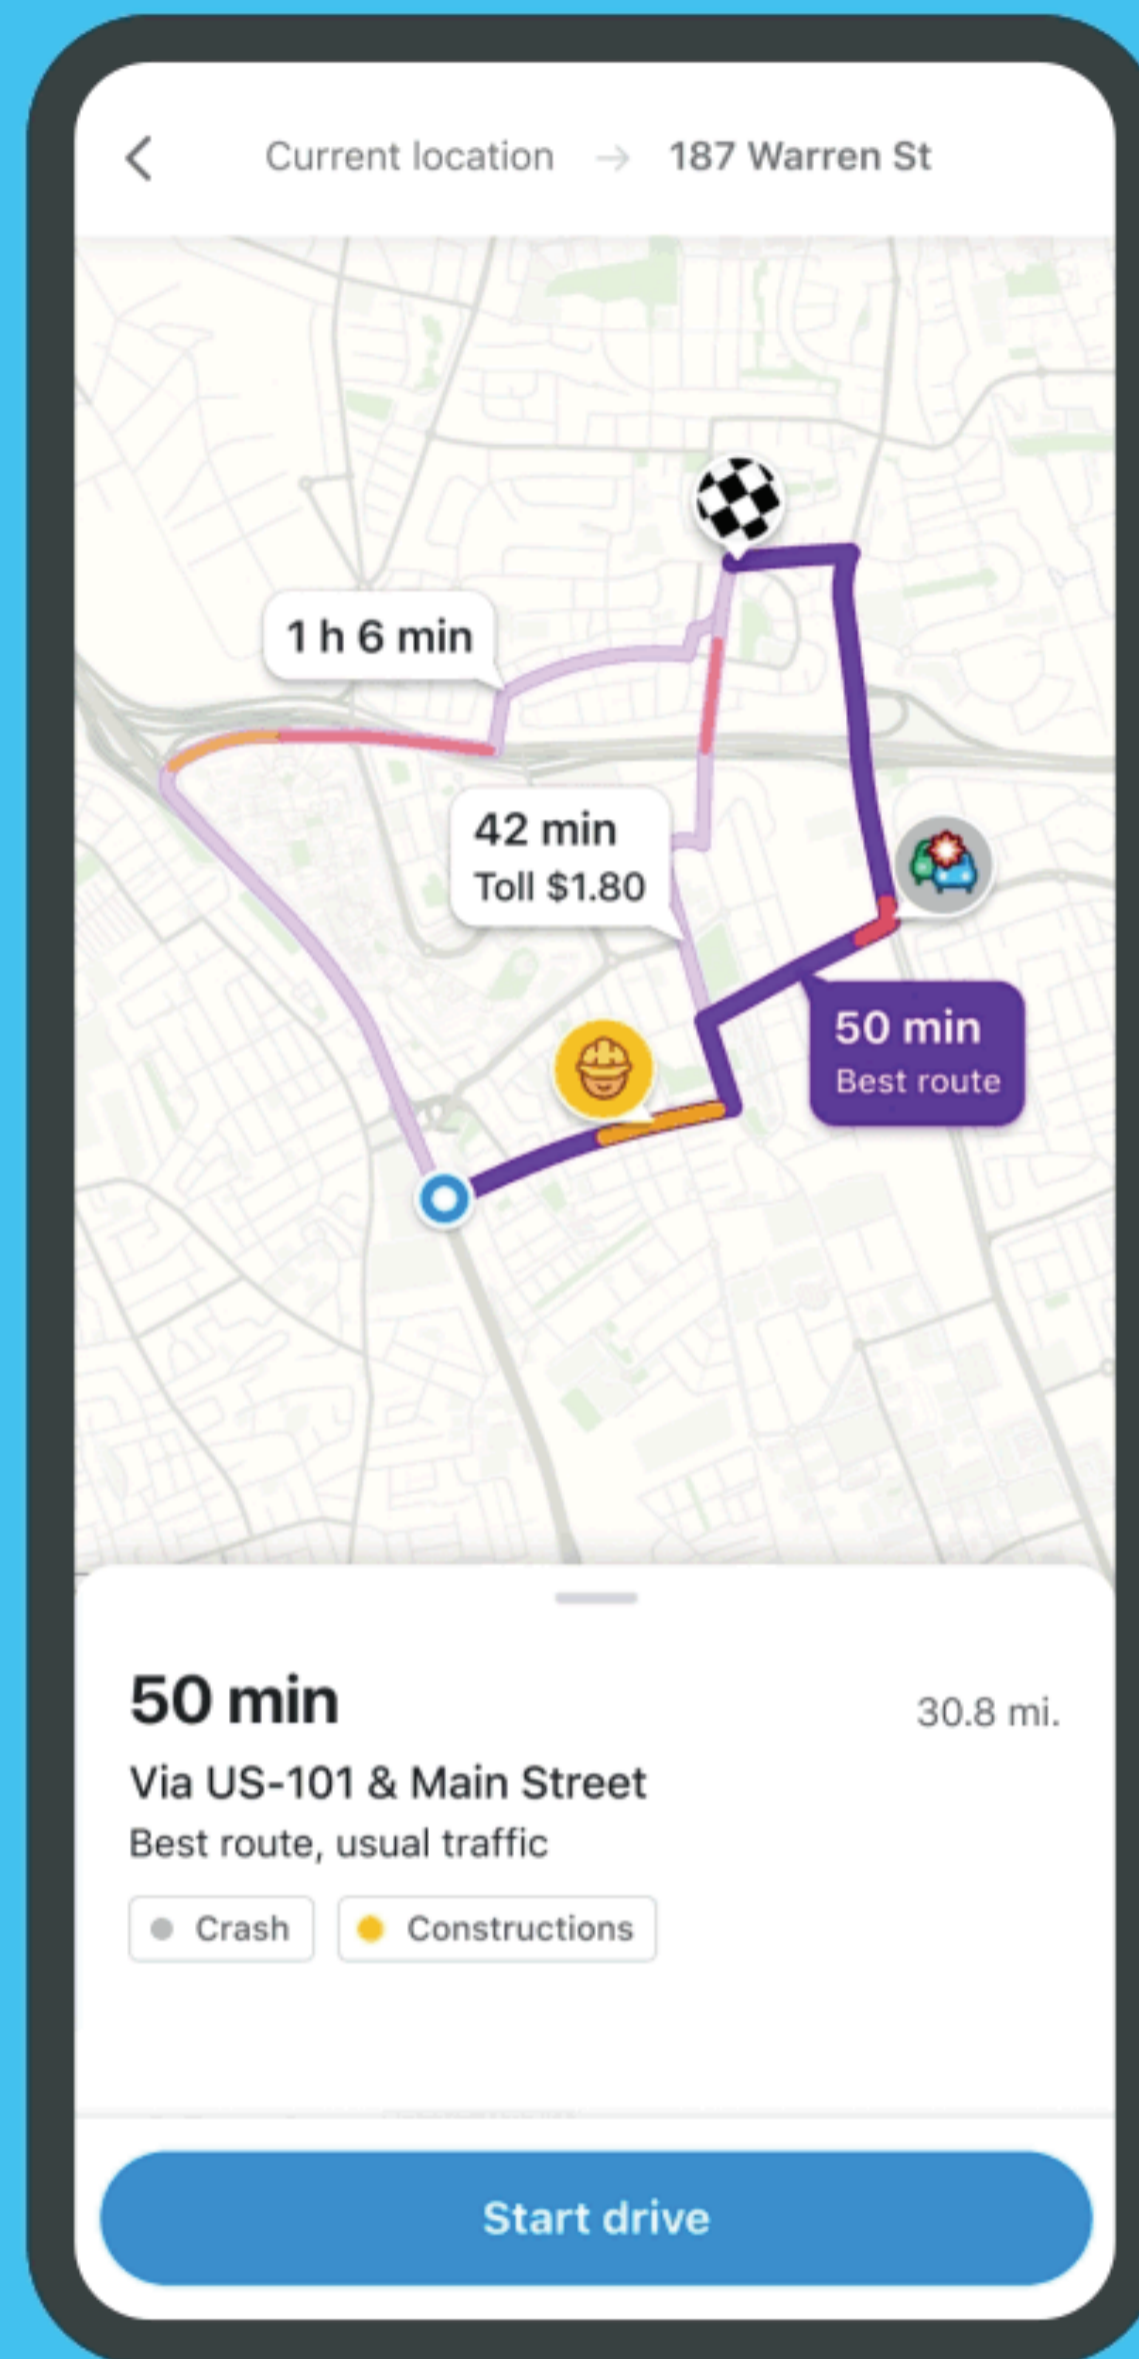 Current location → 187 Warren St
1 h 6 min
42 min
Toll $1.80
50 min
Best route
50 min
30.8 mi.
Via US-101 & Main Street
Best route, usual traffic
Crash
Constructions
Start drive